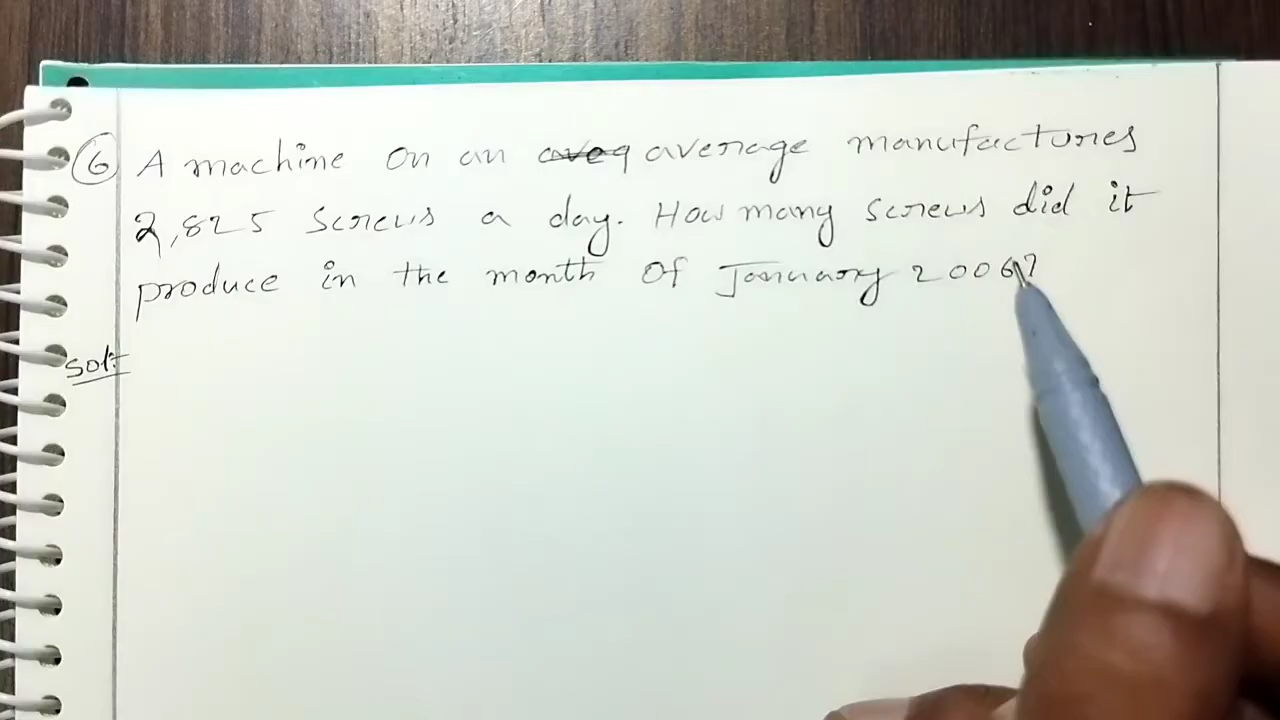 6 A machine on an aveg average manufactures
2,825 screws a day. How many screws did it
produce in the month of January 2006?
Sol: